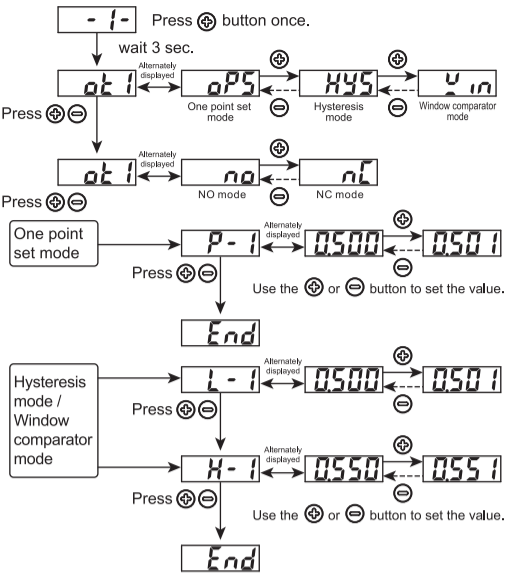 - 1 -
Press ⊕ button once.
wait 3 sec.
ot 1
Alternately
displayed
oPS
HYS
Y in
One point set
mode
Hysteresis
mode
Window comparator
mode
Press ⊕ ⊖
ot 1
Alternately
displayed
no
nC
NO mode
NC mode
Press ⊕ ⊖
One point
set mode
P - 1
Alternately
displayed
0.500
0.501
Press ⊕ ⊖
Use the ⊕ or ⊖ button to set the value.
End
Hysteresis
mode /
Window
comparator
mode
L - 1
Alternately
displayed
0.500
0.501
Press ⊕ ⊖
H - 1
Alternately
displayed
0.550
0.551
Press ⊕ ⊖
Use the ⊕ or ⊖ button to set the value.
End